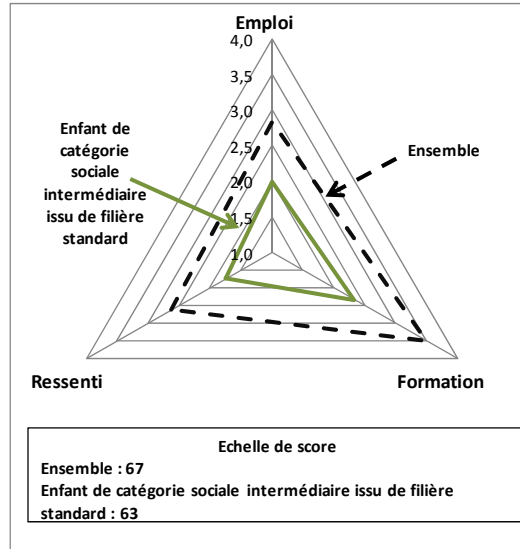 Emploi
4,0
3,5
3,0
2,5
2,0
1,5
1,0
Enfant de
catégorie
sociale
intermédiaire
issu de filière
standard
Ensemble
Ressenti
Formation
Echelle de score
Ensemble : 67
Enfant de catégorie sociale intermédiaire issu de filière
standard : 63